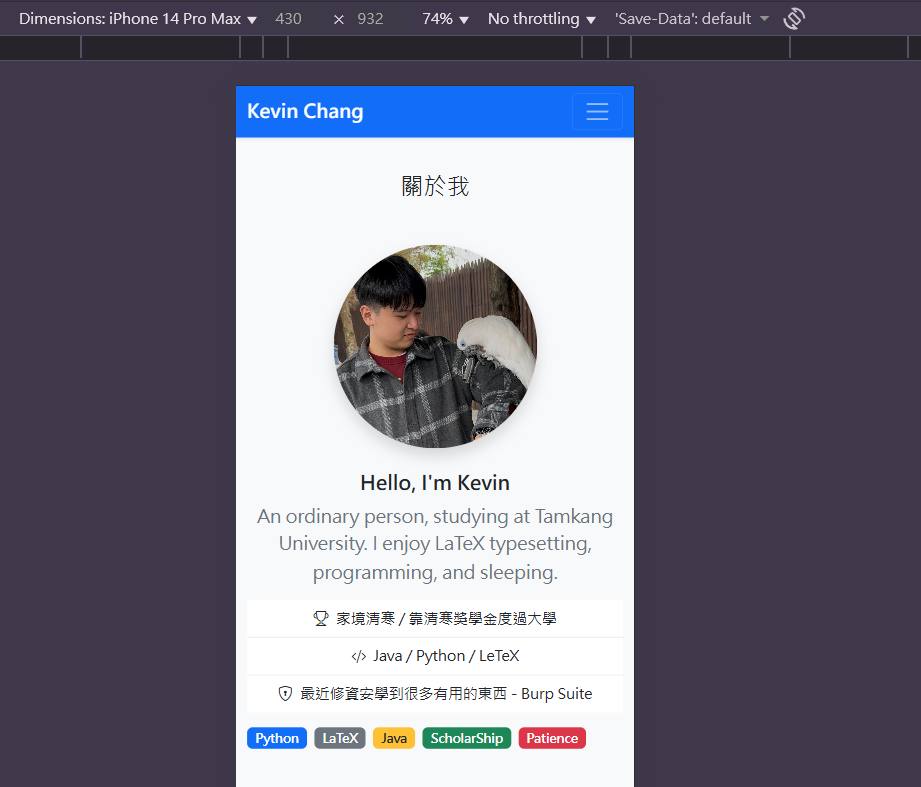 Dimensions: iPhone 14 Pro Max 430 × 932 74% No throttling 'Save-Data': default
Kevin Chang
關於我
Hello, I'm Kevin
An ordinary person, studying at Tamkang
University. I enjoy LaTeX typesetting,
programming, and sleeping.
家境清寒 / 靠清寒獎學金度過大學
</> Java / Python / LeTeX
最近修資安學到很多有用的東西 - Burp Suite
Python LaTeX Java ScholarShip Patience